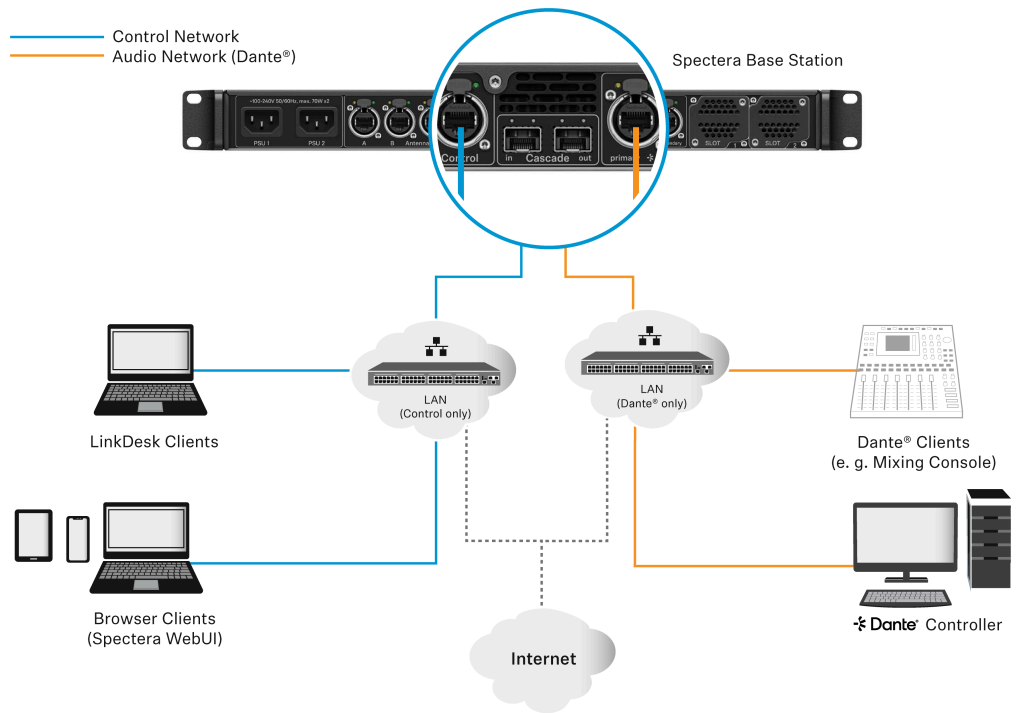 Control Network
Audio Network (Dante®)
Spectera Base Station
~100-240V 50/60Hz, max. 70W x2
PSU 1
PSU 2
A
B
Antenna
Control
in
Cascade
out
primary
SLOT
1
SLOT
2
LAN
(Control only)
LAN
(Dante® only)
LinkDesk Clients
Dante® Clients
(e. g. Mixing Console)
Browser Clients
(Spectera WebUI)
Dante® Controller
Internet